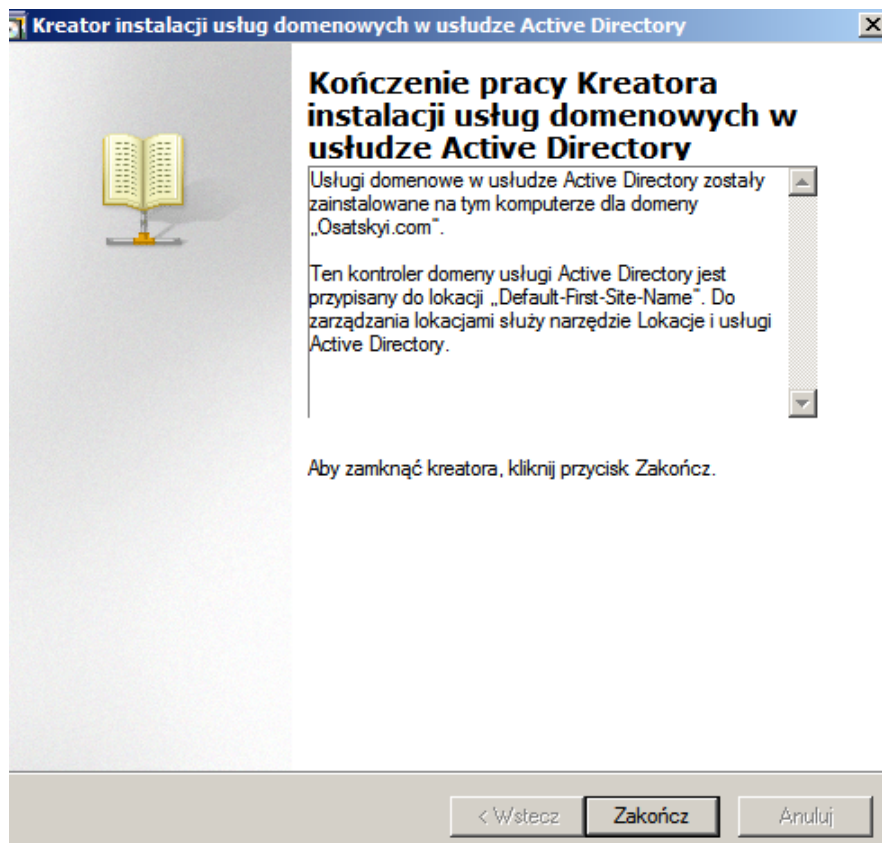 Kreator instalacji usług domenowych w usłudze Active Directory
Kończenie pracy Kreatora
instalacji usług domenowych w
usłudze Active Directory
Usługi domenowe w usłudze Active Directory zostały
zainstalowane na tym komputerze dla domeny
„Osatskyi.com”.
Ten kontroler domeny usługi Active Directory jest
przypisany do lokacji „Default-First-Site-Name”. Do
zarządzania lokacjami służy narzędzie Lokacje i usługi
Active Directory.
Aby zamknąć kreatora, kliknij przycisk Zakończ.
< Wstecz
Zakończ
Anuluj